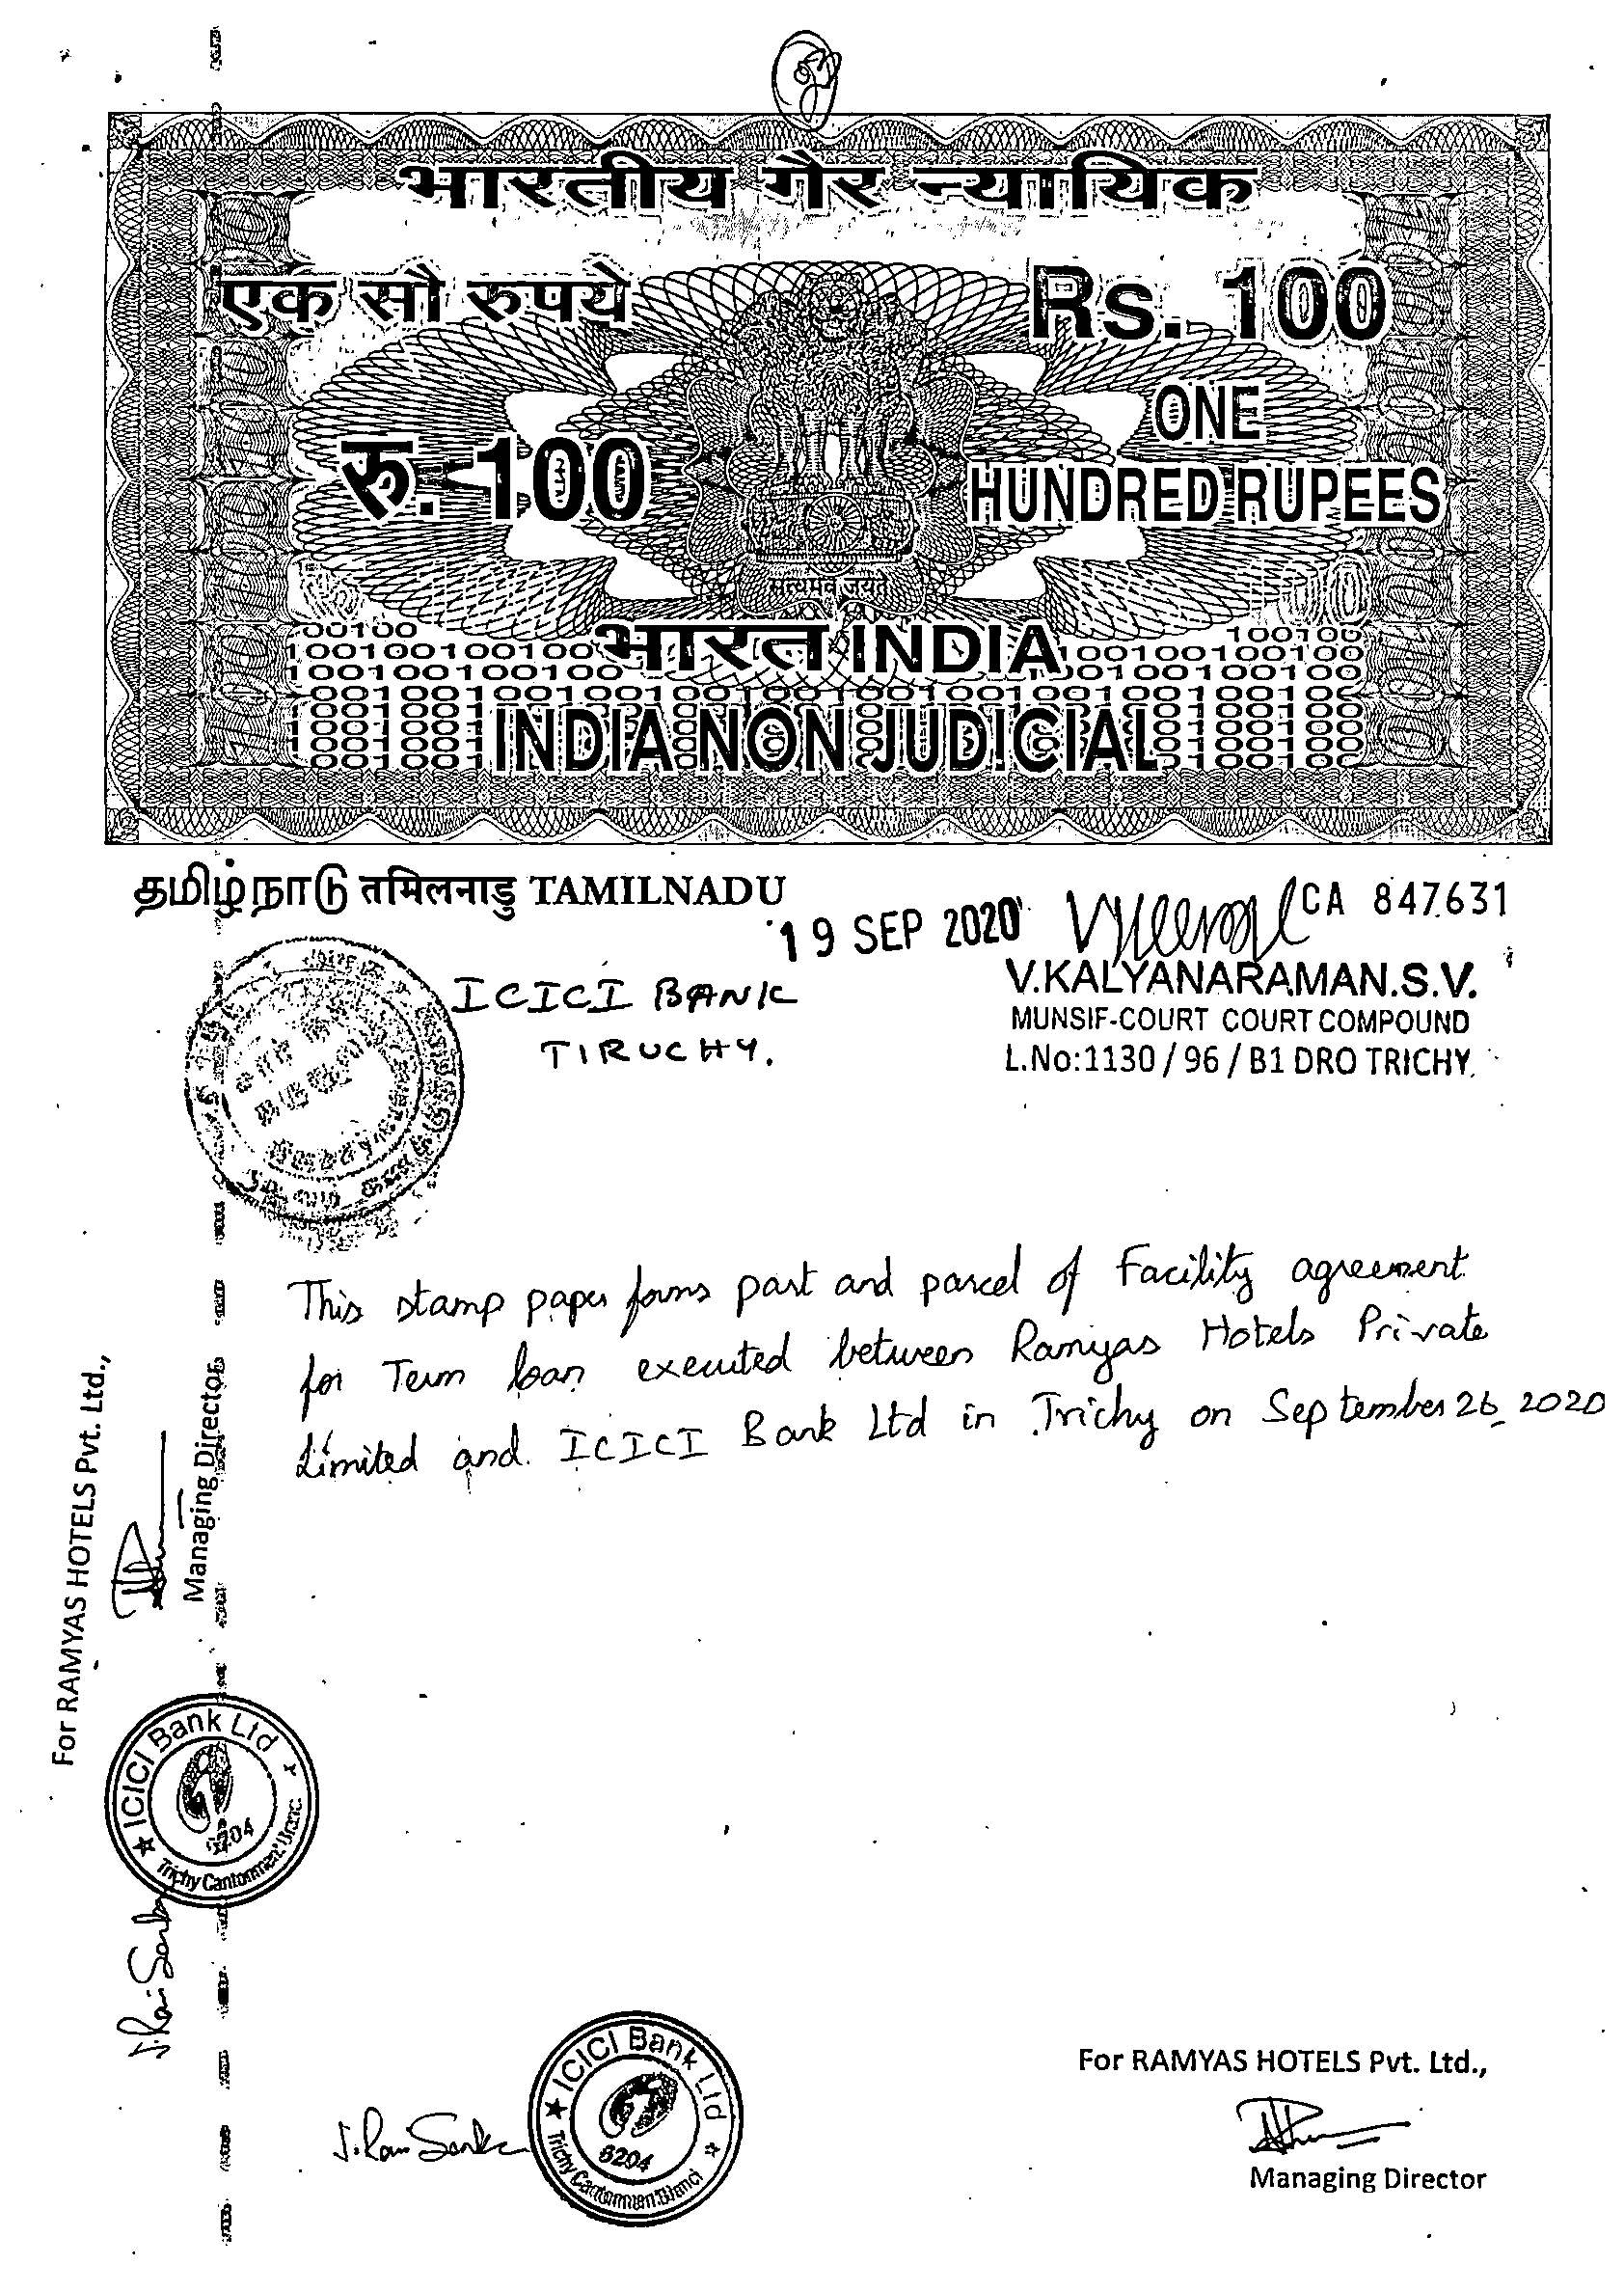 भारतीय गैर न्यायिक
एक सौ रुपये
Rs. 100
रु. 100
ONE
HUNDRED RUPEES
सत्यमेव जयते
भारत INDIA
INDIA NON JUDICIAL
தமிழ்நாடு तमिलनाडु TAMILNADU
19 SEP 2020
CA 847631
ICICI BANK
TIRUCHY.
V.KALYANARAMAN.S.V.
MUNSIF-COURT COURT COMPOUND
L.No:1130 / 96 / B1 DRO TRICHY.
This stamp paper forms part and parcel of Facility agreement
for Term loan executed between Ramyas Hotels Private
Limited and ICICI Bank Ltd in Trichy on September 26 2020
For RAMYAS HOTELS Pvt. Ltd.,
Managing Director
ICICI Bank Ltd
6204
Trichy Cantonment
ICICI Bank Ltd
6204
Trichy Cantonment
For RAMYAS HOTELS Pvt. Ltd.,
Managing Director